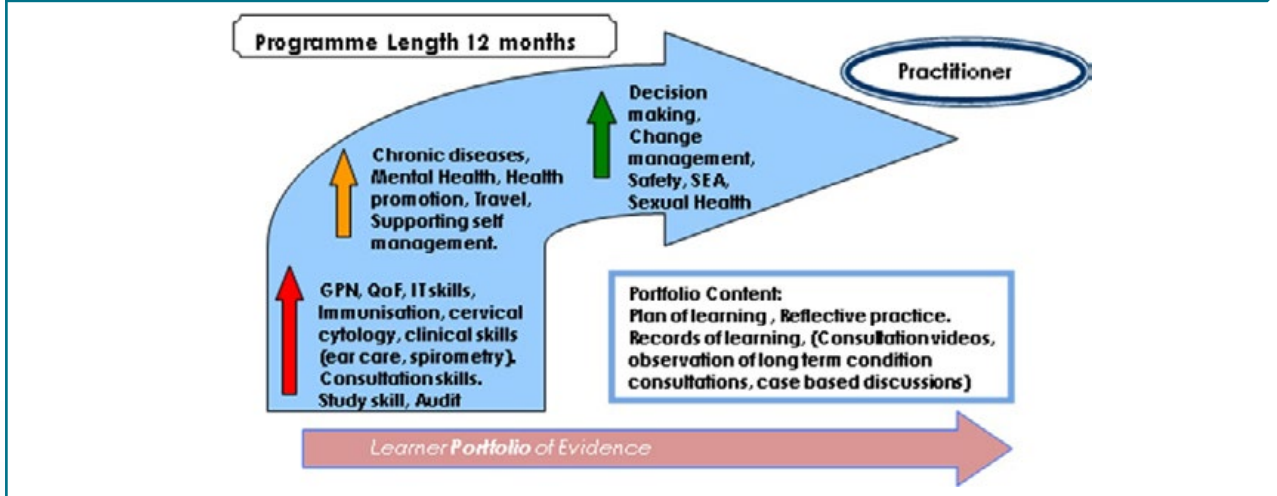 Programme Length 12 months
Practitioner
Decision
making,
Change
management,
Safety, SEA,
Sexual Health
Chronic diseases,
Mental Health, Health
promotion, Travel,
Supporting self
management.
GPN, QoF, IT skills,
Immunisation, cervical
cytology, clinical skills
(ear care, spirometry).
Consultation skills.
Study skill, Audit
Portfolio Content:
Plan of learning , Reflective practice.
Records of learning, (Consultation videos,
observation of long term condition
consultations, case based discussions)
Learner Portfolio of Evidence